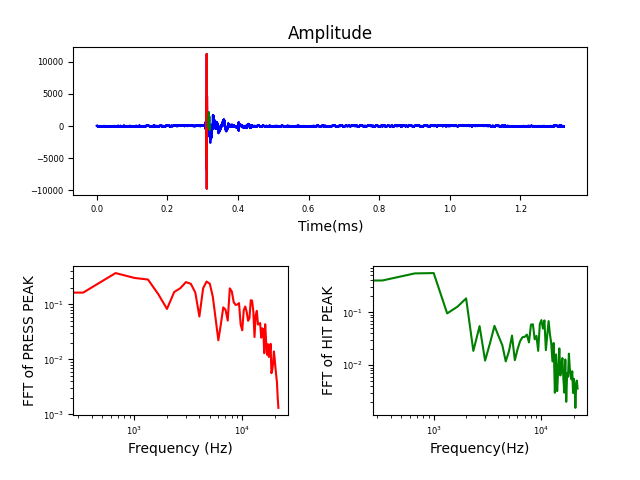 Amplitude
10000
5000
0
−5000
−10000
0.0 0.2 0.4 0.6 0.8 1.0 1.2
Time(ms)
FFT of PRESS PEAK
10⁻¹
10⁻²
10⁻³
10³ 10⁴
Frequency (Hz)
FFT of HIT PEAK
10⁻¹
10⁻²
10³ 10⁴
Frequency(Hz)